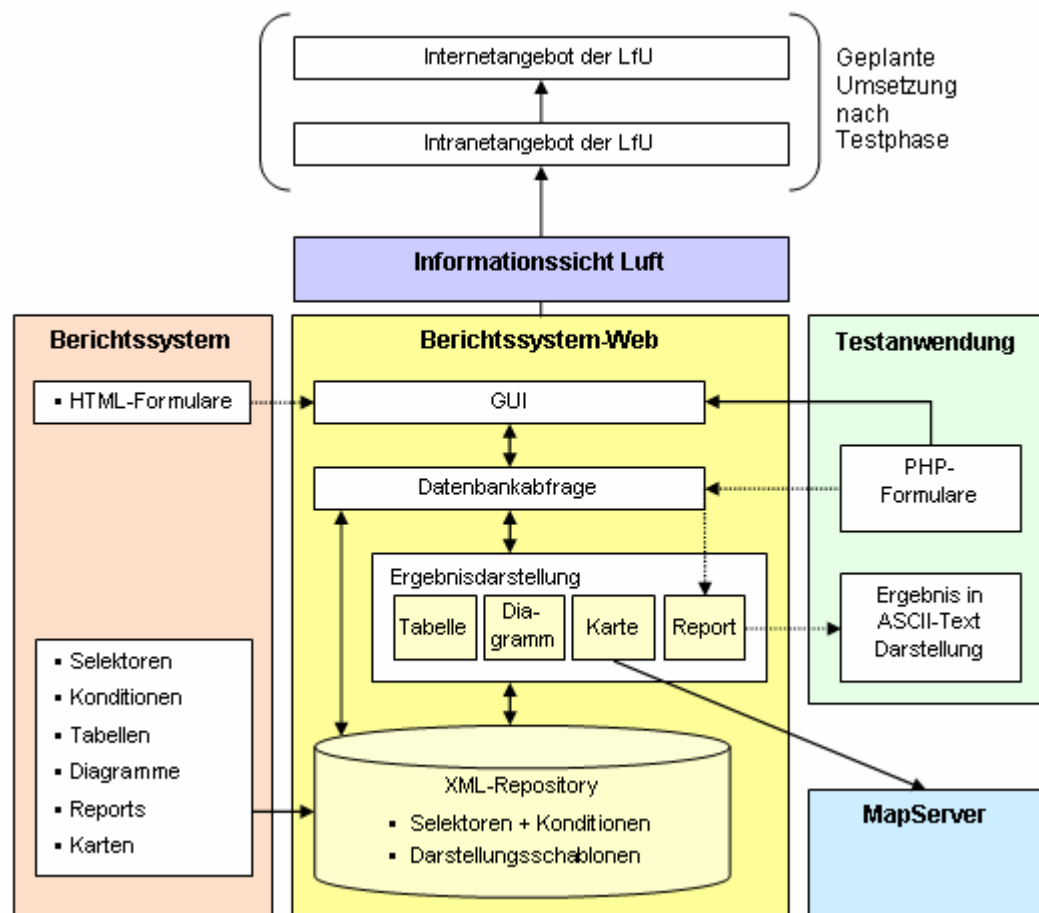 Internetangebot der LfU
Intranetangebot der LfU
Geplante
Umsetzung
nach
Testphase
Informationssicht Luft
Berichtssystem
▪ HTML-Formulare
▪ Selektoren
▪ Konditionen
▪ Tabellen
▪ Diagramme
▪ Reports
▪ Karten
Berichtssystem-Web
GUI
Datenbankabfrage
Ergebnisdarstellung
Tabelle
Dia-
gramm
Karte
Report
XML-Repository
▪ Selektoren + Konditionen
▪ Darstellungsschablonen
Testanwendung
PHP-
Formulare
Ergebnis in
ASCII-Text
Darstellung
MapServer